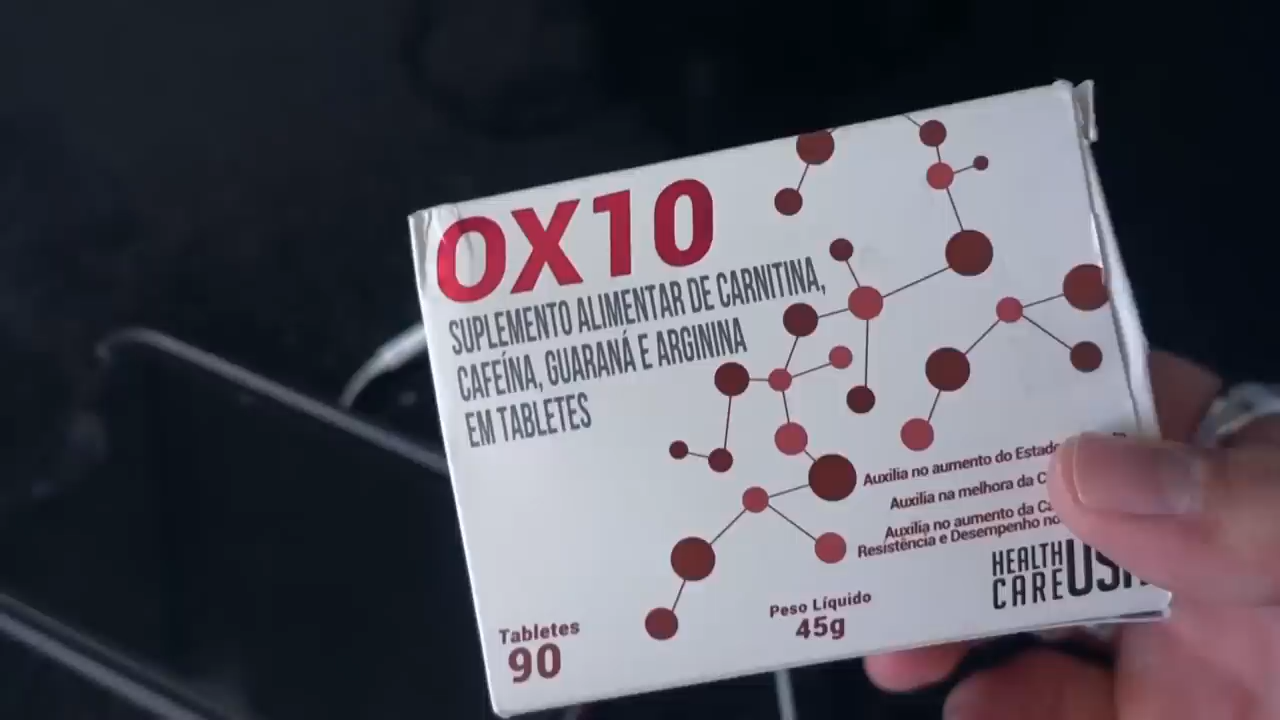 OX10
SUPLEMENTO ALIMENTAR DE CARNITINA,
CAFEÍNA, GUARANÁ E ARGININA
EM TABLETES
Auxilia no aumento do Estado
Auxilia na melhora da
Auxilia no aumento da
Resistência e Desempenho no
HEALTH
CARE
Peso Líquido
45g
Tabletes
90